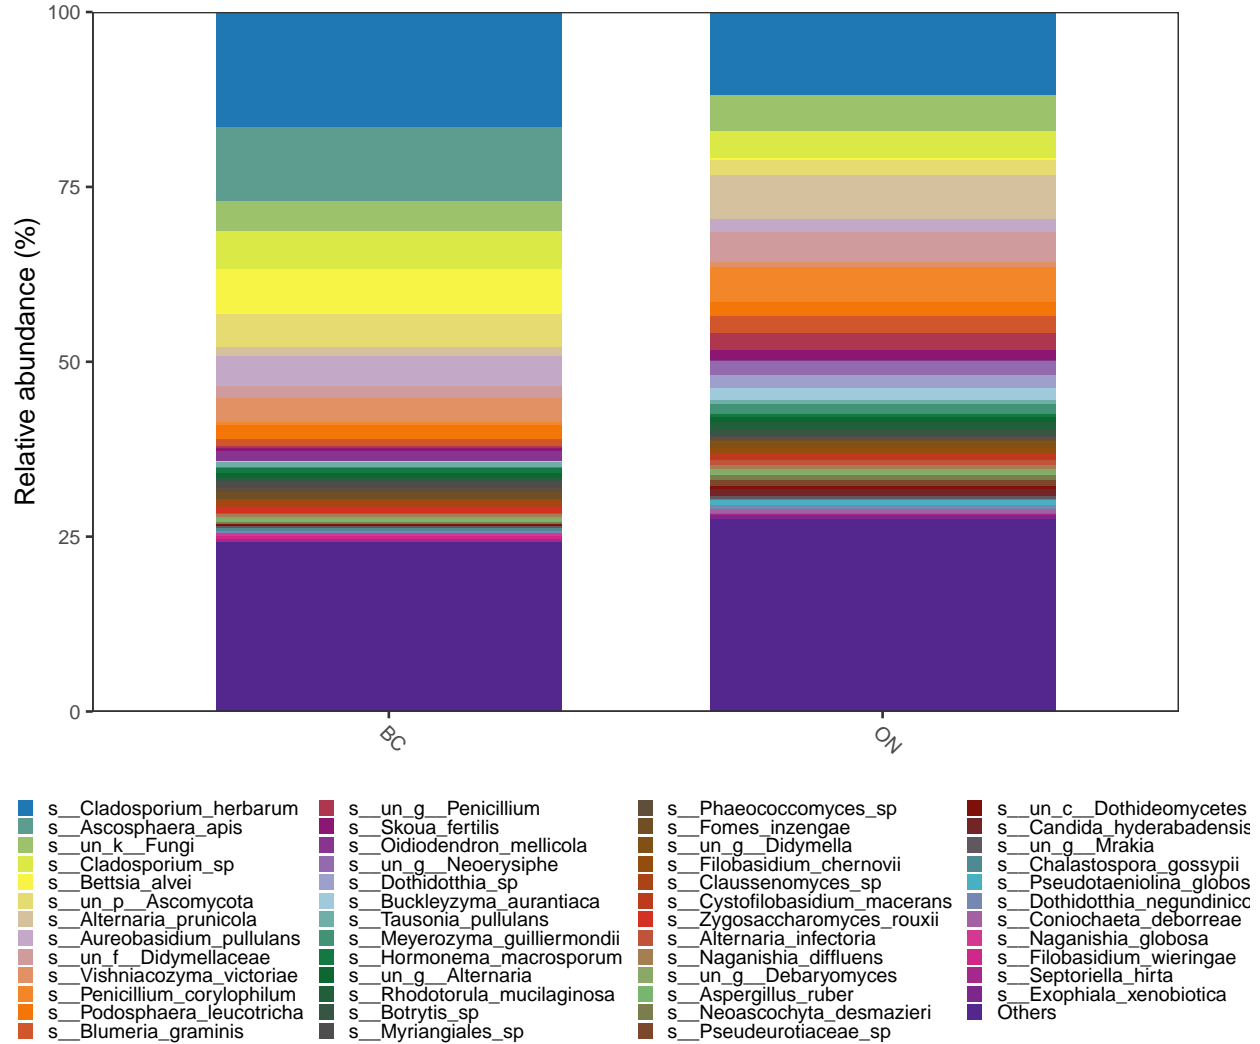 100
75
50
25
0
Relative abundance (%)
BC
ON
s__Cladosporium_herbarum
s__Ascosphaera_apis
s__un_k__Fungi
s__Cladosporium_sp
s__Bettsia_alvei
s__un_p__Ascomycota
s__Alternaria_prunicola
s__Aureobasidium_pullulans
s__un_f__Didymellaceae
s__Vishniacozyma_victoriae
s__Penicillium_corylophilum
s__Podosphaera_leucotricha
s__Blumeria_graminis
s__un_g__Penicillium
s__Skoua_fertilis
s__Oidiodendron_mellicola
s__un_g__Neoerysiphe
s__Dothidotthia_sp
s__Buckleyzyma_aurantiaca
s__Tausonia_pullulans
s__Meyerozyma_guilliermondii
s__Hormonema_macrosporum
s__un_g__Alternaria
s__Rhodotorula_mucilaginosa
s__Botrytis_sp
s__Myriangiales_sp
s__Phaeococcomyces_sp
s__Fomes_inzengae
s__un_g__Didymella
s__Filobasidium_chernovii
s__Claussenomyces_sp
s__Cystofilobasidium_macerans
s__Zygosaccharomyces_rouxii
s__Alternaria_infectoria
s__Naganishia_diffluens
s__un_g__Debaryomyces
s__Aspergillus_ruber
s__Neoascochyta_desmazieri
s__Pseudeurotiaceae_sp
s__un_c__Dothideomycetes
s__Candida_hyderabadensis
s__un_g__Mrakia
s__Chalastospora_gossypii
s__Pseudotaeniolina_globos
s__Dothidotthia_negundinico
s__Coniochaeta_deborreae
s__Naganishia_globosa
s__Filobasidium_wieringae
s__Septoriella_hirta
s__Exophiala_xenobiotica
Others